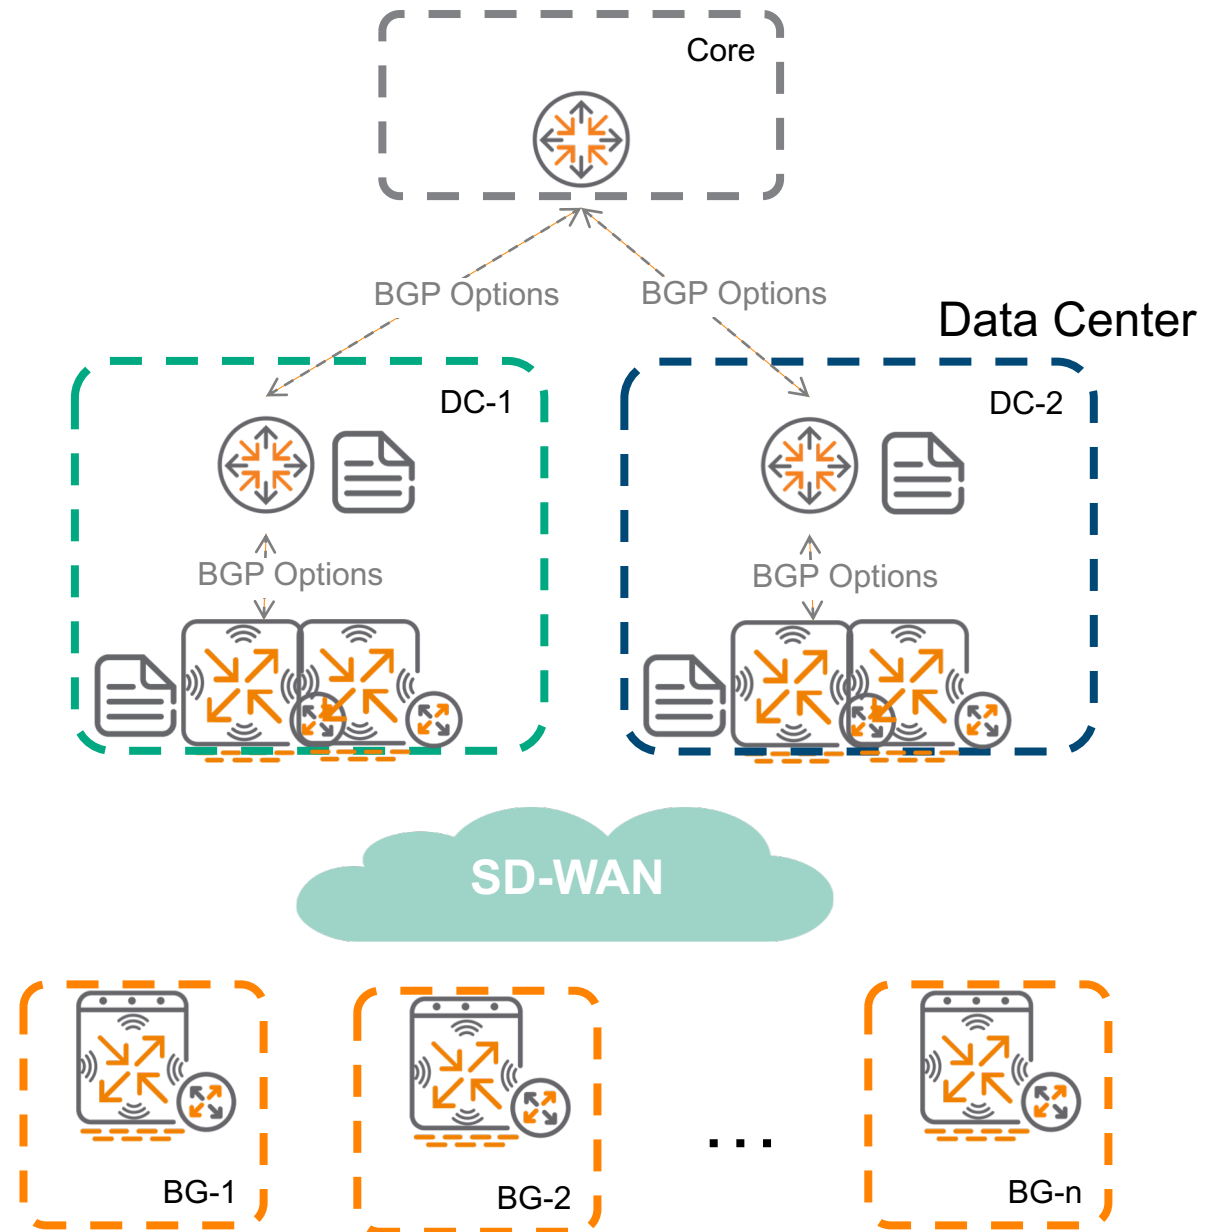 Core
BGP Options
BGP Options
Data Center
DC-1
DC-2
BGP Options
BGP Options
SD-WAN
...
BG-1
BG-2
BG-n